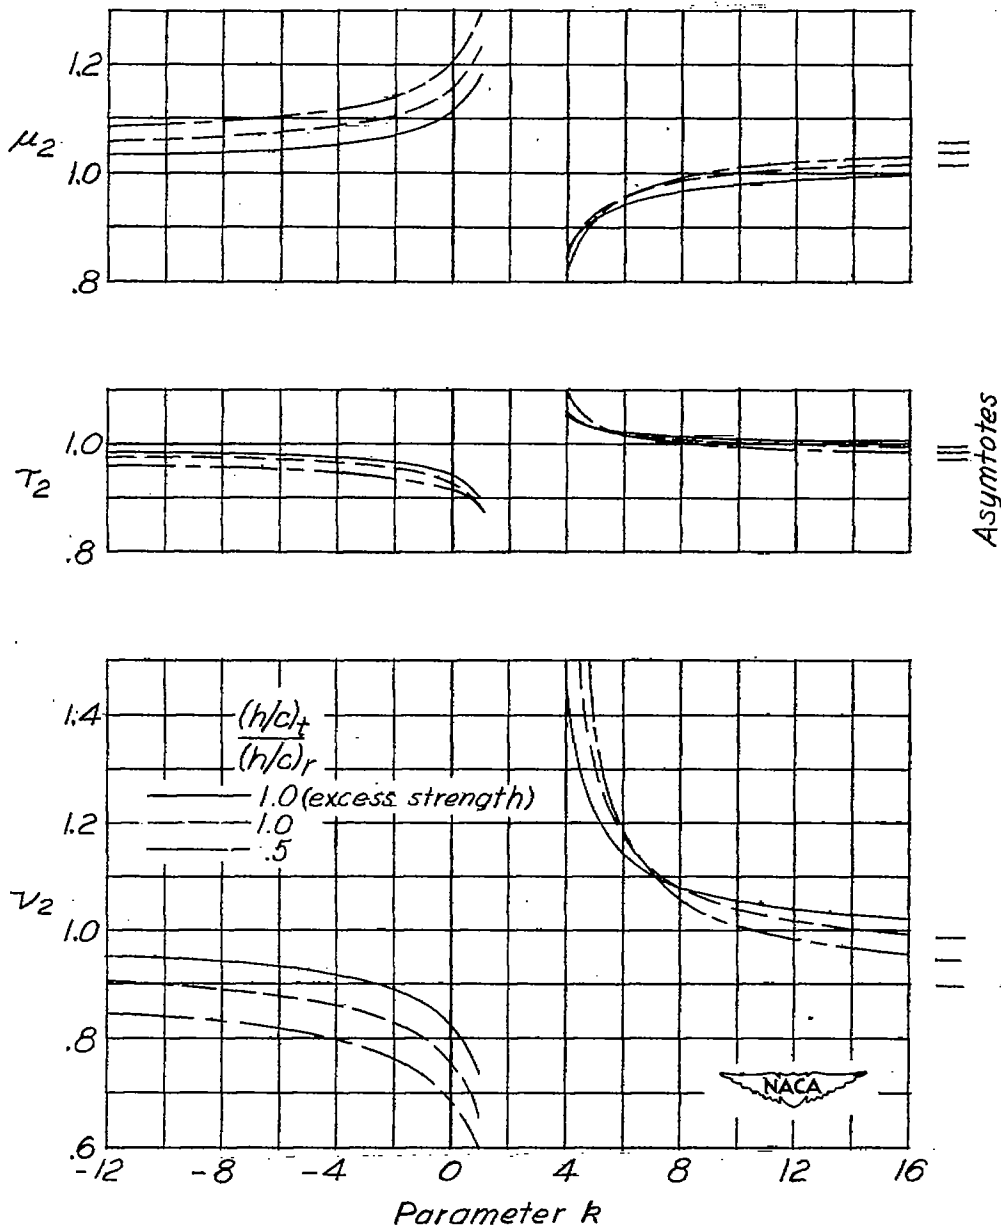 1.2
μ₂
1.0
.8
1.0
τ₂
.8
Asymtotes
1.4
(h/c)t
(h/c)r
1.0 (excess strength)
1.2
1.0
.5
ν₂
1.0
.8
NACA
.6
-12 -8 -4 0 4 8 12 16
Parameter k